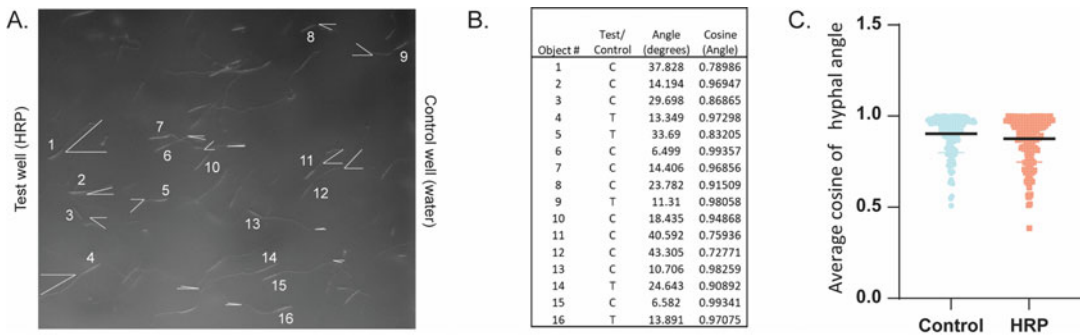 A.
Test well (HRP)
Control well (water)
8
9
7
1
6
11
10
2
5
12
3
13
4
14
15
16
B.
Object # Test/ Control Angle (degrees) Cosine (Angle)
1 C 37.828 0.78986
2 C 14.194 0.96947
3 C 29.698 0.86865
4 T 13.349 0.97298
5 T 33.69 0.83205
6 C 6.499 0.99357
7 C 14.406 0.96856
8 C 23.782 0.91509
9 T 11.31 0.98058
10 C 18.435 0.94868
11 C 40.592 0.75936
12 C 43.305 0.72771
13 C 10.706 0.98259
14 T 24.643 0.90892
15 C 6.582 0.99341
16 T 13.891 0.97075
C.
Average cosine of hyphal angle
1.5
1.0
0.5
0.0
Control HRP